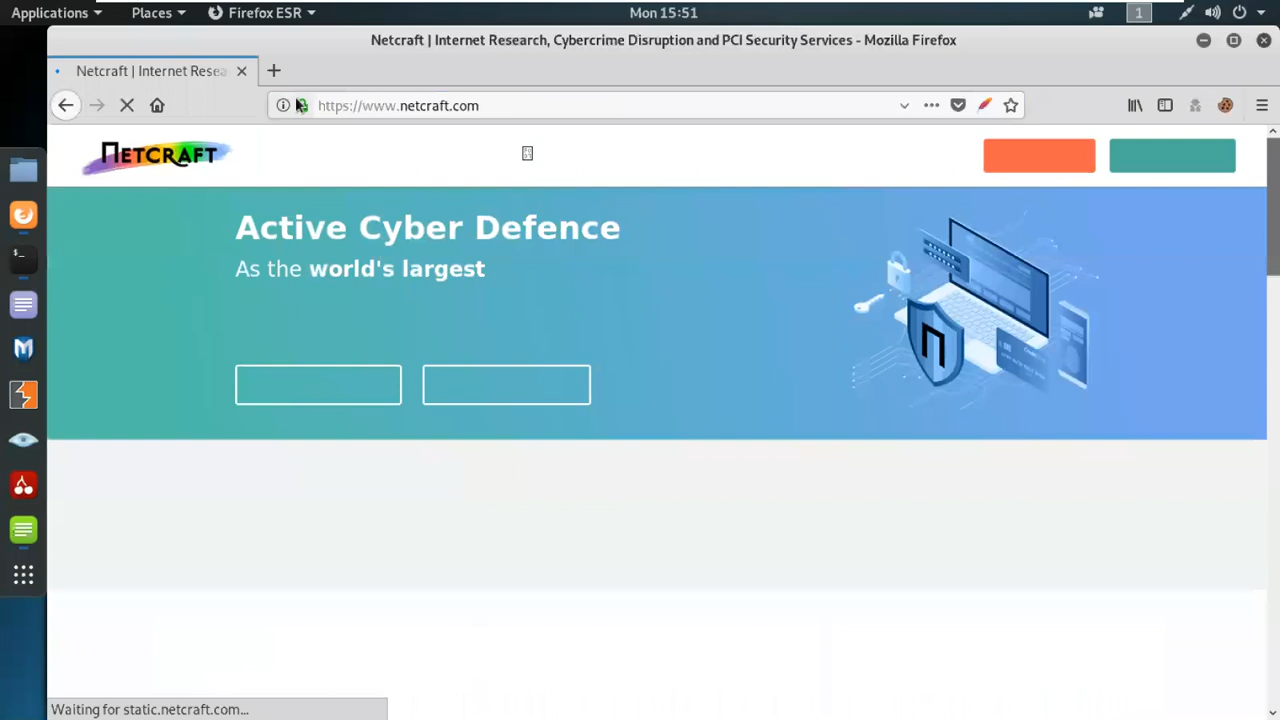 Applications Places Firefox ESR Mon 15:51 1
Netcraft | Internet Research, Cybercrime Disruption and PCI Security Services - Mozilla Firefox
Netcraft | Internet Resea
https://www.netcraft.com
NETCRAFT
Active Cyber Defence
As the world's largest
Waiting for static.netcraft.com...